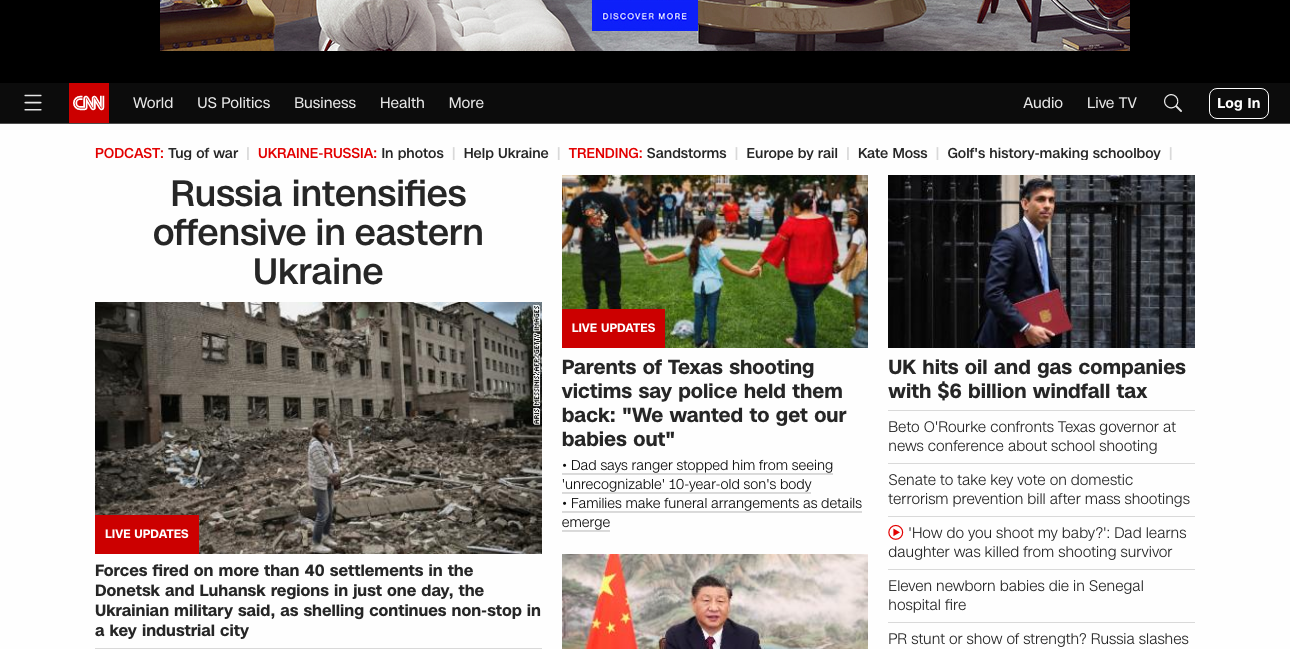 DISCOVER MORE
CNN World US Politics Business Health More Audio Live TV Log In
PODCAST: Tug of war | UKRAINE-RUSSIA: In photos | Help Ukraine | TRENDING: Sandstorms | Europe by rail | Kate Moss | Golf's history-making schoolboy |
Russia intensifies
offensive in eastern
Ukraine
ARIS MESSINIS/AFP/GETTY IMAGES
LIVE UPDATES
Forces fired on more than 40 settlements in the
Donetsk and Luhansk regions in just one day, the
Ukrainian military said, as shelling continues non-stop in
a key industrial city
LIVE UPDATES
Parents of Texas shooting
victims say police held them
back: "We wanted to get our
babies out"
• Dad says ranger stopped him from seeing
'unrecognizable' 10-year-old son's body
• Families make funeral arrangements as details
emerge
UK hits oil and gas companies
with $6 billion windfall tax
Beto O'Rourke confronts Texas governor at
news conference about school shooting
Senate to take key vote on domestic
terrorism prevention bill after mass shootings
'How do you shoot my baby?': Dad learns
daughter was killed from shooting survivor
Eleven newborn babies die in Senegal
hospital fire
PR stunt or show of strength? Russia slashes